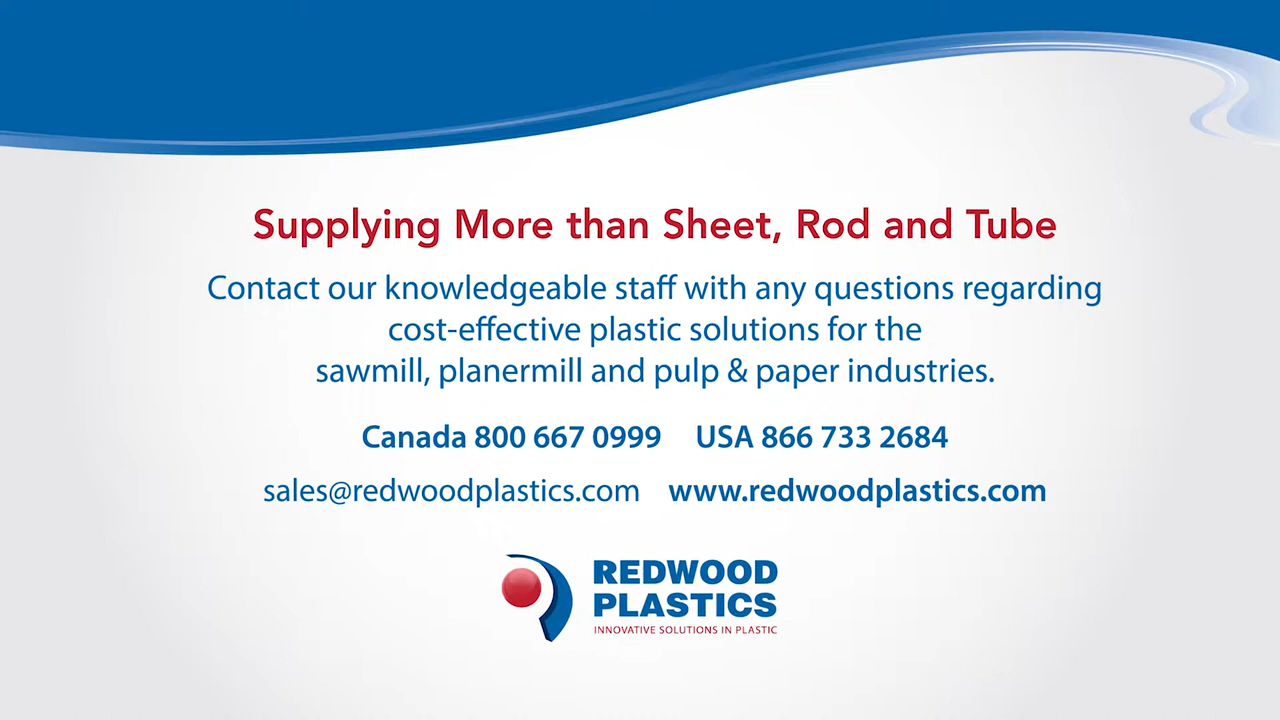 Supplying More than Sheet, Rod and Tube
Contact our knowledgeable staff with any questions regarding
cost-effective plastic solutions for the
sawmill, planermill and pulp & paper industries.
Canada 800 667 0999 USA 866 733 2684
sales@redwoodplastics.com www.redwoodplastics.com
REDWOOD
PLASTICS
INNOVATIVE SOLUTIONS IN PLASTIC